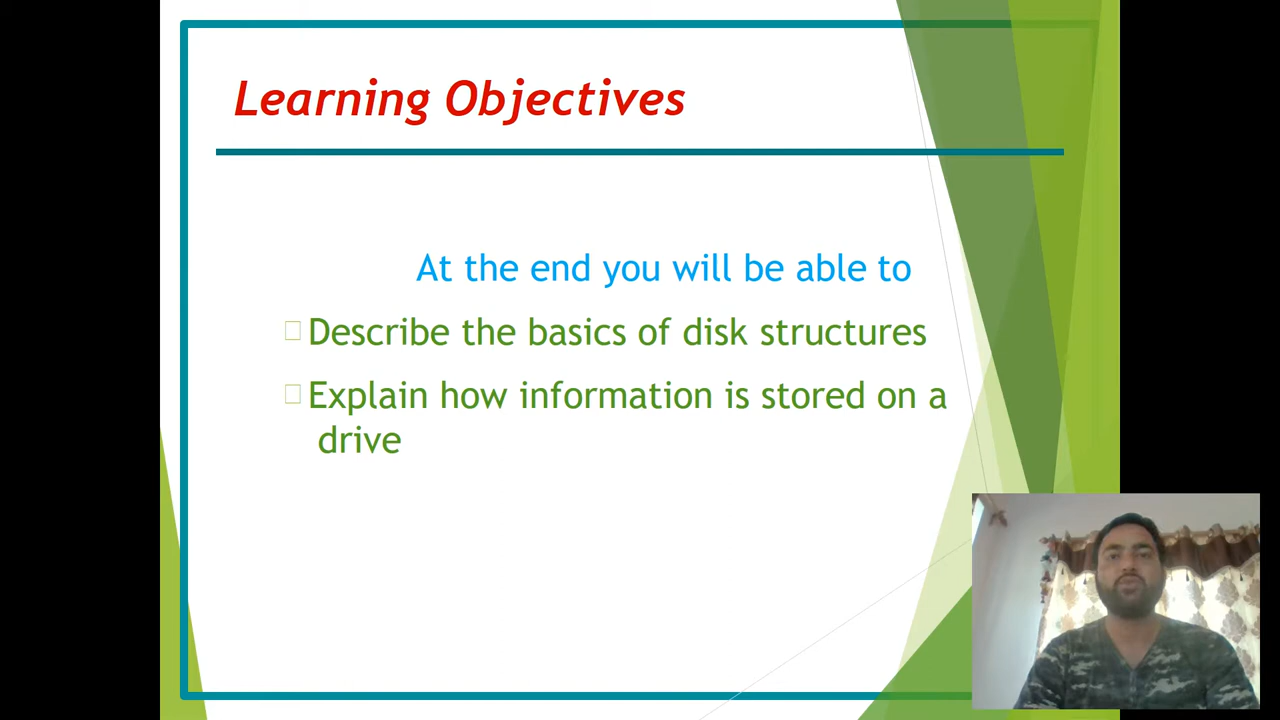 Learning Objectives
At the end you will be able to
Describe the basics of disk structures
Explain how information is stored on a
drive